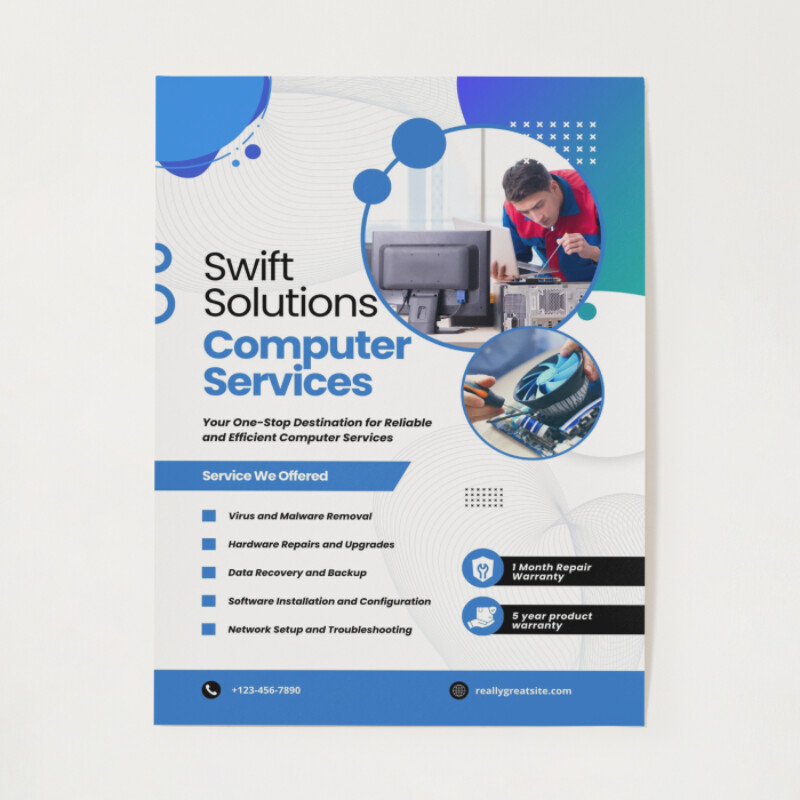 Swift
Solutions
Computer
Services
Your One-Stop Destination for Reliable
and Efficient Computer Services
Service We Offered
Virus and Malware Removal
Hardware Repairs and Upgrades
Data Recovery and Backup
Software Installation and Configuration
Network Setup and Troubleshooting
1 Month Repair
Warranty
5 year product
warranty
+123-456-7890
reallygreatsite.com